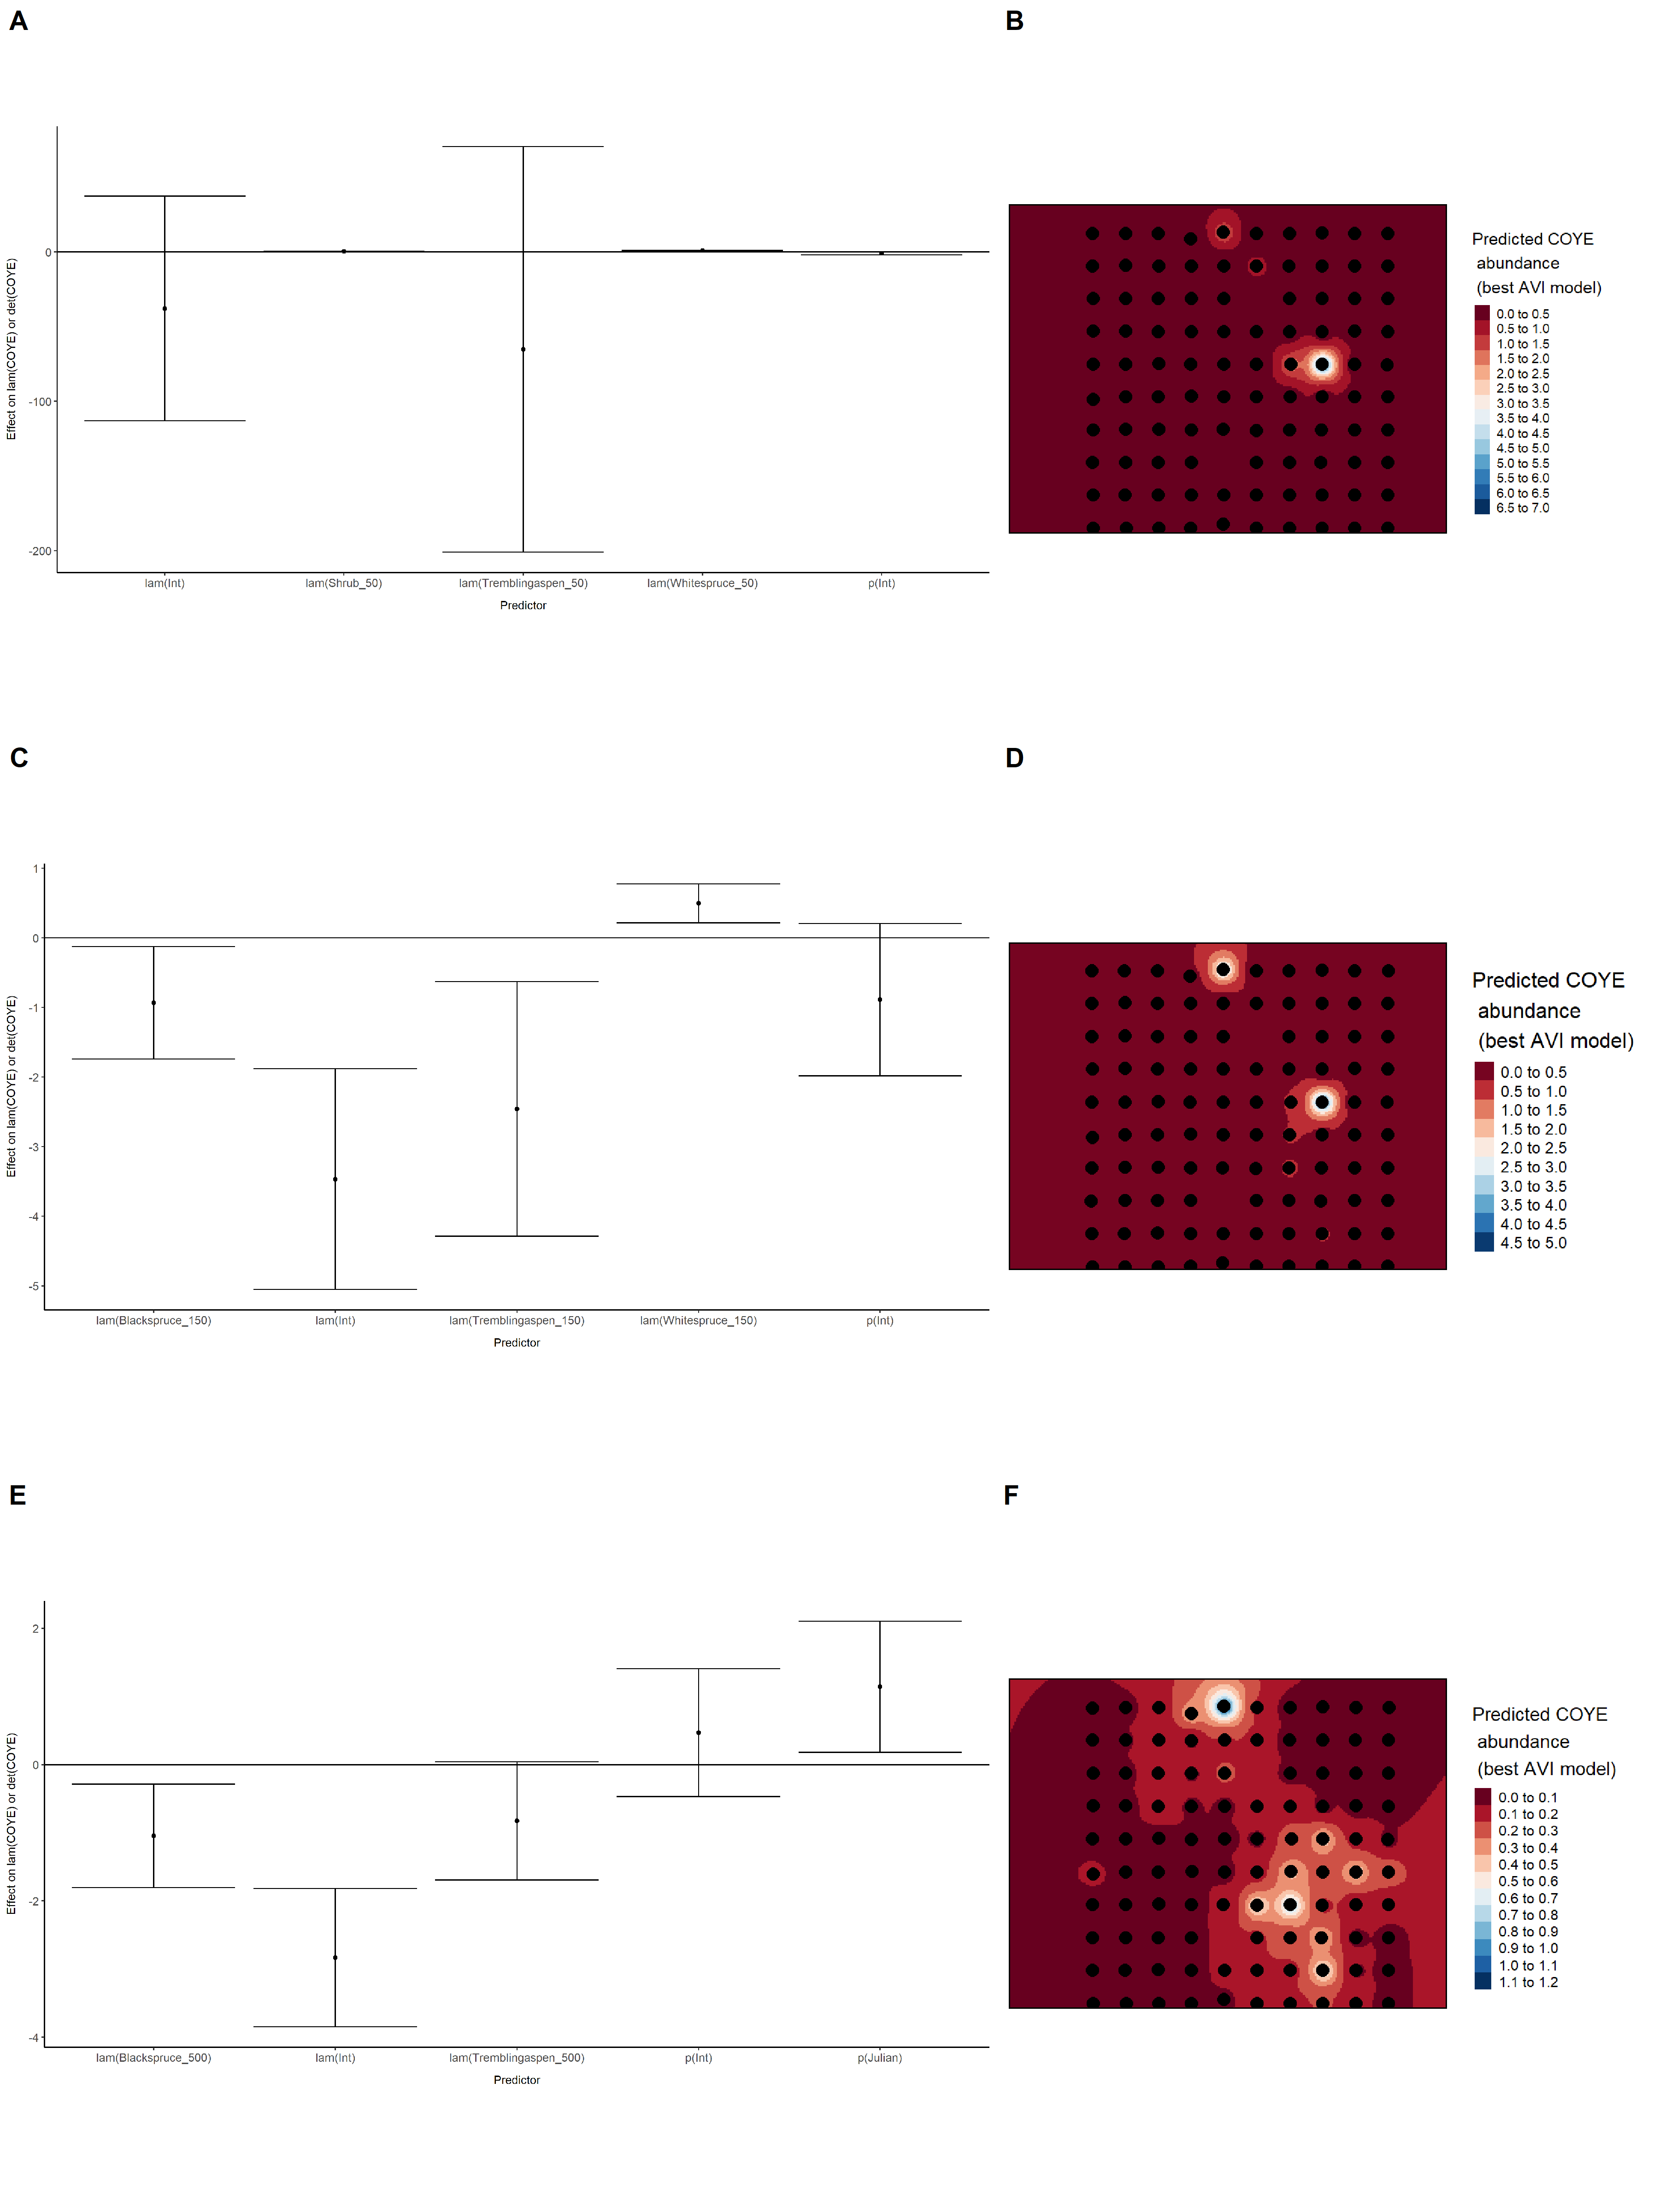 A
B
Effect on lam(COYE) or det(COYE)
0
-100
-200
lam(Int)
lam(Shrub_50)
lam(Tremblingaspen_50)
lam(Whitespruce_50)
p(Int)
Predictor
Predicted COYE
abundance
(best AVI model)
0.0 to 0.5
0.5 to 1.0
1.0 to 1.5
1.5 to 2.0
2.0 to 2.5
2.5 to 3.0
3.0 to 3.5
3.5 to 4.0
4.0 to 4.5
4.5 to 5.0
5.0 to 5.5
5.5 to 6.0
6.0 to 6.5
6.5 to 7.0
C
D
Effect on lam(COYE) or det(COYE)
1
0
-1
-2
-3
-4
-5
lam(Blackspruce_150)
lam(Int)
lam(Tremblingaspen_150)
lam(Whitespruce_150)
p(Int)
Predictor
Predicted COYE
abundance
(best AVI model)
0.0 to 0.5
0.5 to 1.0
1.0 to 1.5
1.5 to 2.0
2.0 to 2.5
2.5 to 3.0
3.0 to 3.5
3.5 to 4.0
4.0 to 4.5
4.5 to 5.0
E
F
Effect on lam(COYE) or det(COYE)
2
0
-2
-4
lam(Blackspruce_500)
lam(Int)
lam(Tremblingaspen_500)
p(Int)
p(Julian)
Predictor
Predicted COYE
abundance
(best AVI model)
0.0 to 0.1
0.1 to 0.2
0.2 to 0.3
0.3 to 0.4
0.4 to 0.5
0.5 to 0.6
0.6 to 0.7
0.7 to 0.8
0.8 to 0.9
0.9 to 1.0
1.0 to 1.1
1.1 to 1.2